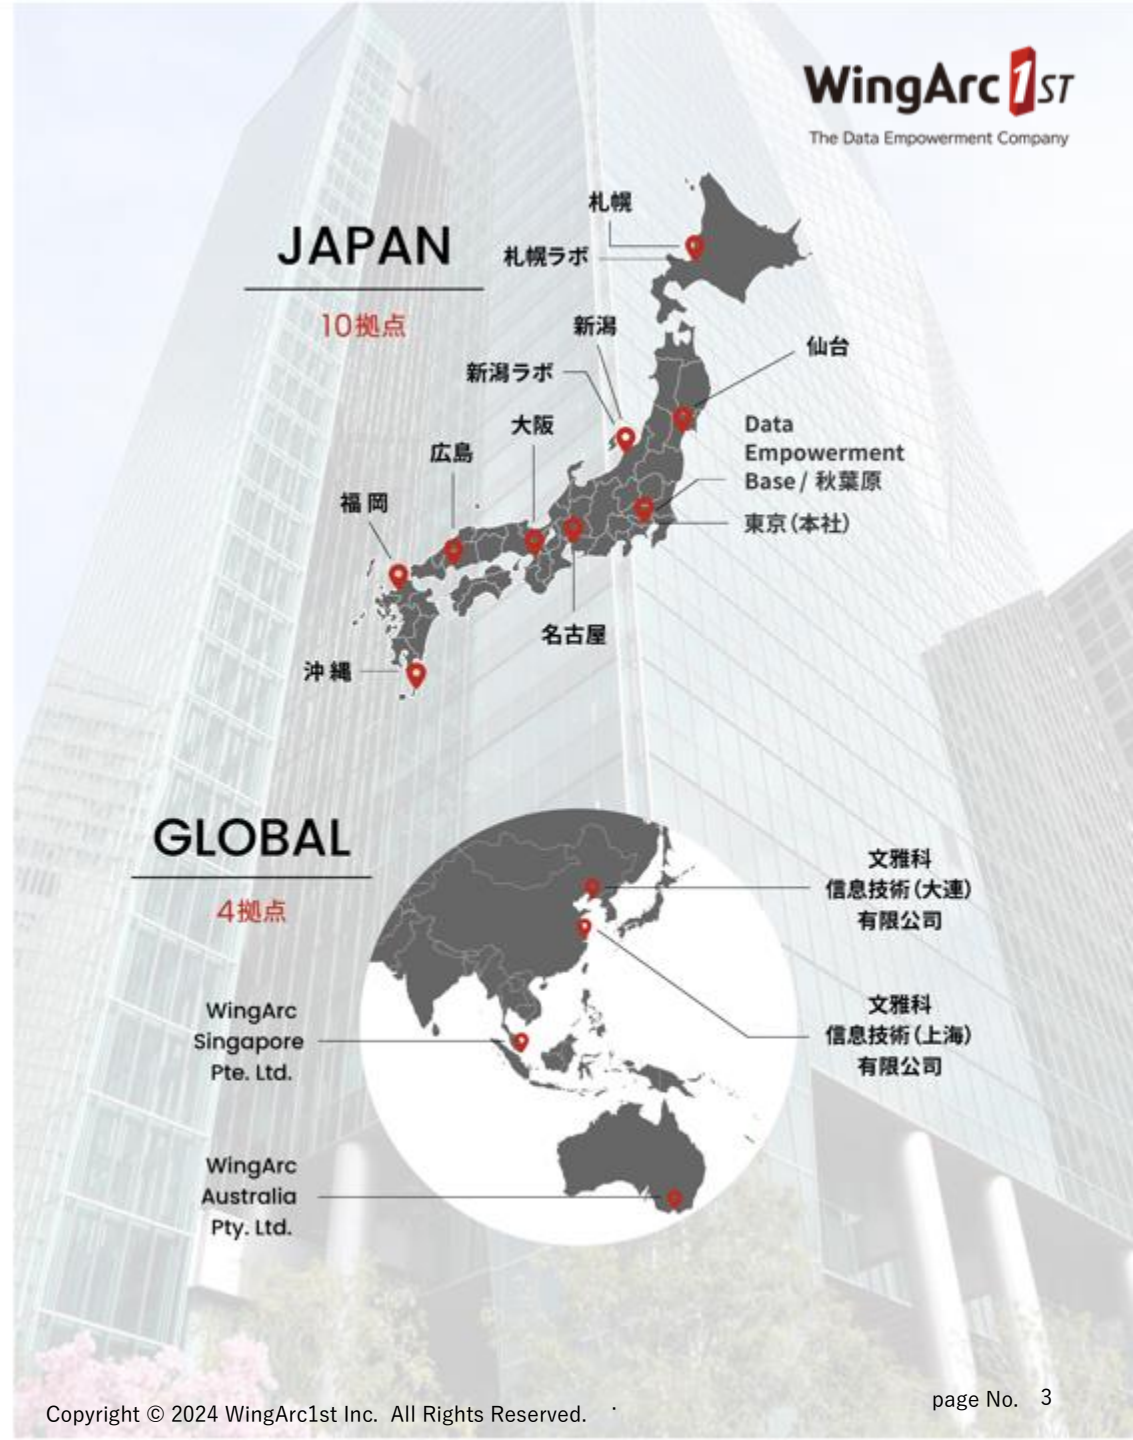 WingArc 1ST
The Data Empowerment Company
JAPAN
10拠点
札幌
札幌ラボ
新潟
新潟ラボ
仙台
大阪
広島
福岡
Data
Empowerment
Base / 秋葉原
東京(本社)
名古屋
沖縄
GLOBAL
4拠点
文雅科
信息技術(大連)
有限公司
文雅科
信息技術(上海)
有限公司
WingArc
Singapore
Pte. Ltd.
WingArc
Australia
Pty. Ltd.
Copyright © 2024 WingArc1st Inc. All Rights Reserved.
page No. 3